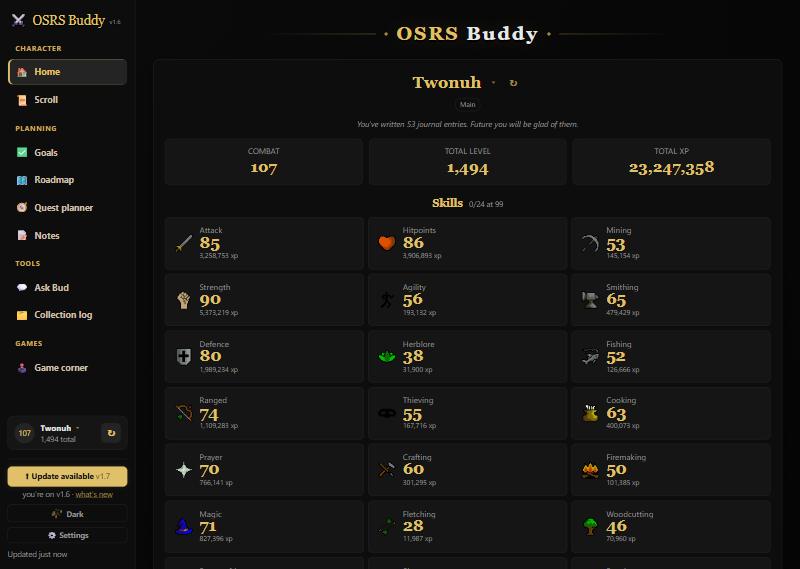 OSRS Buddy v1.6
CHARACTER
Home
Scroll
PLANNING
Goals
Roadmap
Quest planner
Notes
TOOLS
Ask Bud
Collection log
GAMES
Game corner
107
Twonuh
1,494 total
Update available v1.7
you're on v1.6 · what's new
Dark
Settings
Updated just now
OSRS Buddy
Twonuh
Main
You've written 53 journal entries. Future you will be glad of them.
COMBAT
107
TOTAL LEVEL
1,494
TOTAL XP
23,247,358
Skills 0/24 at 99
Attack
85
3,258,753 xp
Hitpoints
86
3,906,893 xp
Mining
53
145,154 xp
Strength
90
5,373,219 xp
Agility
56
193,132 xp
Smithing
65
479,429 xp
Defence
80
1,989,234 xp
Herblore
38
31,900 xp
Fishing
52
126,666 xp
Ranged
74
1,109,283 xp
Thieving
55
167,716 xp
Cooking
63
400,073 xp
Prayer
70
766,141 xp
Crafting
60
301,295 xp
Firemaking
50
101,385 xp
Magic
71
827,396 xp
Fletching
28
11,987 xp
Woodcutting
46
70,960 xp